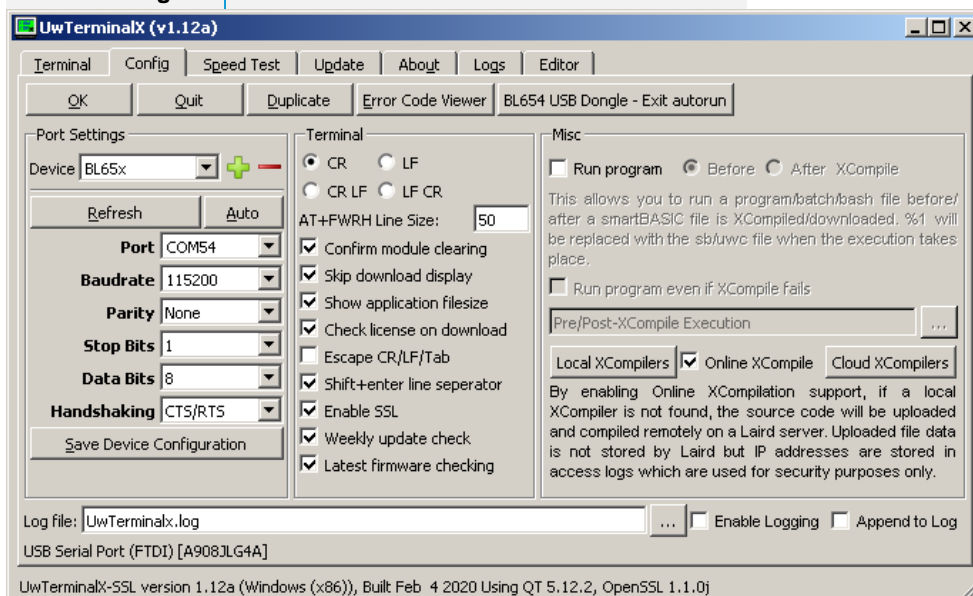 UwTerminalX (v1.12a)
Terminal Config Speed Test Update About Logs Editor
OK Quit Duplicate Error Code Viewer BL654 USB Dongle - Exit autorun
Port Settings
Device BL65x
Refresh Auto
Port COM54
Baudrate 115200
Parity None
Stop Bits 1
Data Bits 8
Handshaking CTS/RTS
Save Device Configuration
Terminal
CR LF
CR LF LF CR
AT+FWRH Line Size: 50
Confirm module clearing
Skip download display
Show application filesize
Check license on download
Escape CR/LF/Tab
Shift+enter line seperator
Enable SSL
Weekly update check
Latest firmware checking
Misc
Run program Before After XCompile
This allows you to run a program/batch/bash file before/
after a smartBASIC file is XCompiled/downloaded. %1 will
be replaced with the sb/uwc file when the execution takes
place.
Run program even if XCompile fails
Pre/Post-XCompile Execution ...
Local XCompilers Online XCompile Cloud XCompilers
By enabling Online XCompilation support, if a local
XCompiler is not found, the source code will be uploaded
and compiled remotely on a Laird server. Uploaded file data
is not stored by Laird but IP addresses are stored in
access logs which are used for security purposes only.
Log file: UwTerminalx.log ... Enable Logging Append to Log
USB Serial Port (FTDI) [A908JLG4A]
UwTerminalX-SSL version 1.12a (Windows (x86)), Built Feb 4 2020 Using QT 5.12.2, OpenSSL 1.1.0j